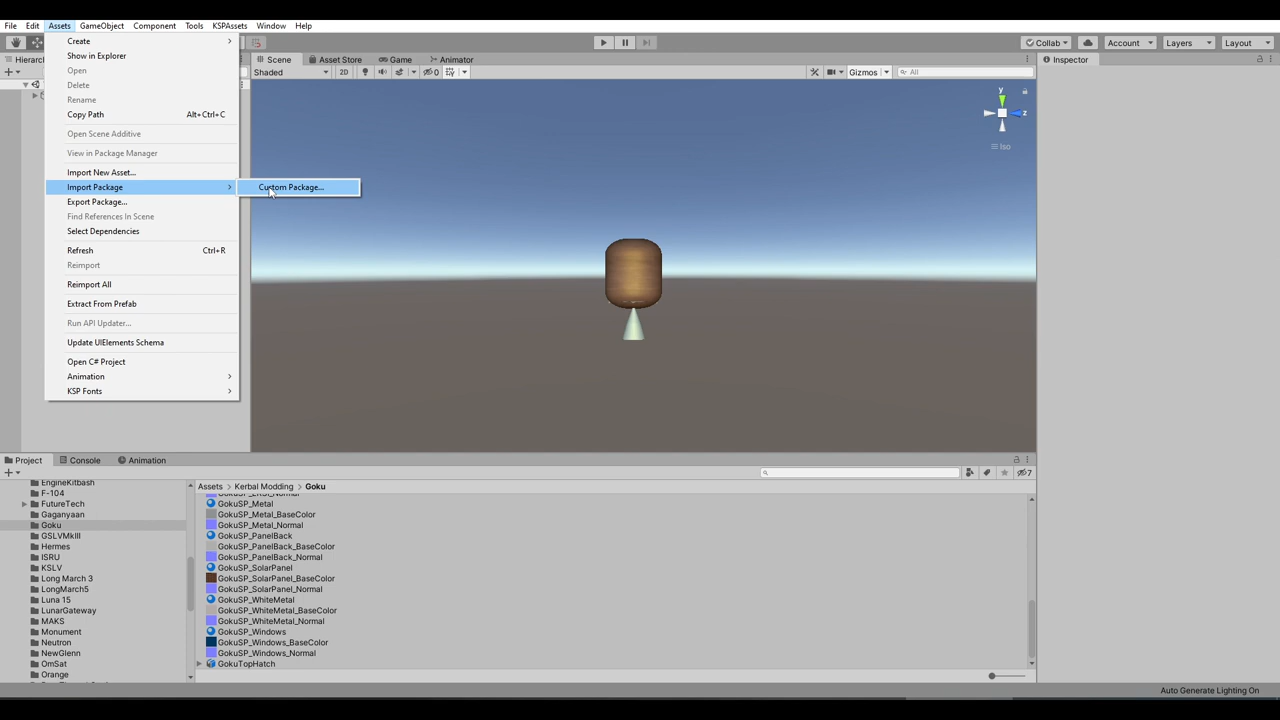 File Edit Assets GameObject Component Tools KSPAssets Window Help
Collab Account Layers Layout
Hierarc
Scene Asset Store Game Animator
Inspector
Shaded 2D 0 Gizmos All
Create
Show in Explorer
Open
Delete
Rename
Copy Path Alt+Ctrl+C
Open Scene Additive
View in Package Manager
Import New Asset...
Import Package
Custom Package...
Export Package...
Find References In Scene
Select Dependencies
Refresh Ctrl+R
Reimport
Reimport All
Extract From Prefab
Run API Updater...
Update UIElements Schema
Open C# Project
Animation
KSP Fonts
y
z
Iso
Project Console Animation
7
EngineKitbash
F-104
FutureTech
Gaganyaan
Goku
GSLVMkIII
Hermes
ISRU
KSLV
Long March 3
LongMarch5
Luna 15
LunarGateway
MAKS
Monument
Neutron
NewGlenn
OmSat
Orange
Assets Kerbal Modding Goku
GokuSP_Metal
GokuSP_Metal_BaseColor
GokuSP_Metal_Normal
GokuSP_PanelBack
GokuSP_PanelBack_BaseColor
GokuSP_PanelBack_Normal
GokuSP_SolarPanel
GokuSP_SolarPanel_BaseColor
GokuSP_SolarPanel_Normal
GokuSP_WhiteMetal
GokuSP_WhiteMetal_BaseColor
GokuSP_WhiteMetal_Normal
GokuSP_Windows
GokuSP_Windows_BaseColor
GokuSP_Windows_Normal
GokuTopHatch
Auto Generate Lighting On